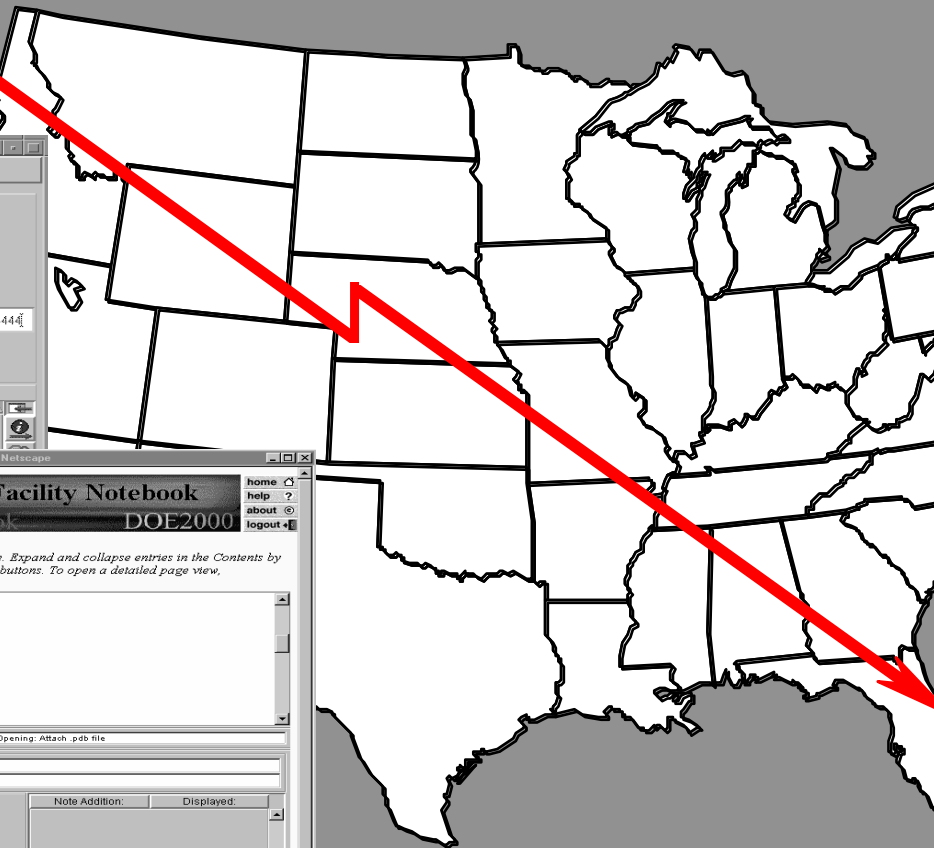 444
Netscape
Facility Notebook
DOE2000
home
help ?
about ©
logout
e. Expand and collapse entries in the Contents by
buttons. To open a detailed page view,
Opening: Attach .pdb file
Note Addition:
Displayed: